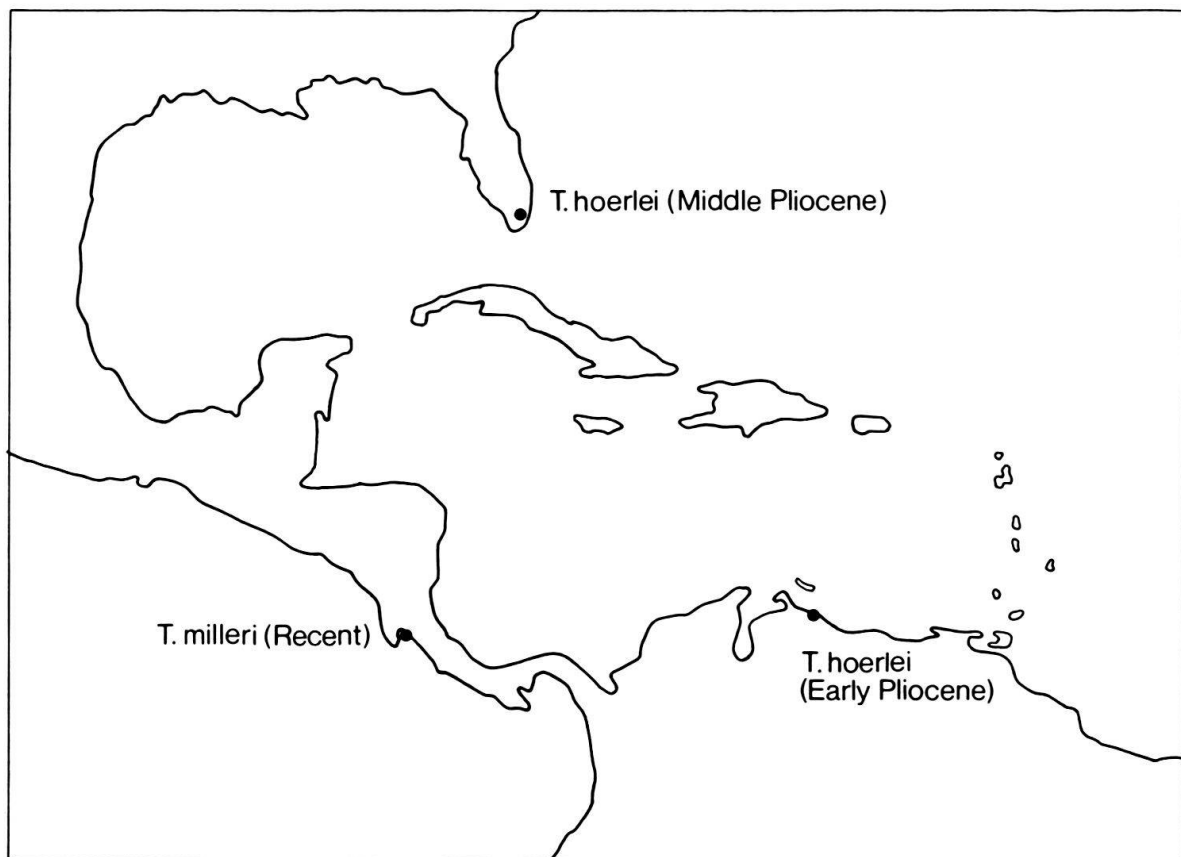 T. hoerlei (Middle Pliocene)
T. milleri (Recent)
T. hoerlei
(Early Pliocene)